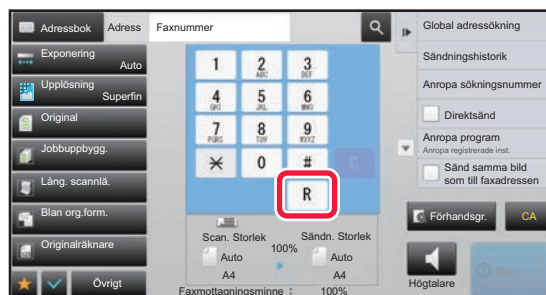 Adressbok
Adress
Faxnummer
Exponering
Auto
Upplösning
Superfin
Original
Jobbuppbygg.
Lång. scannlä.
Blan org.form.
Originalräknare
Övrigt
1
2
ABC
3
DEF
4
GHI
5
JKL
6
MNO
7
PQRS
8
TUV
9
WXYZ
0
#
C
R
Scan. Storlek
100%
Sändn. Storlek
Auto
A4
Auto
A4
Faxmottagningsminne : 100%
Global adressökning
Sändningshistorik
Anropa sökningsnummer
Direktsänd
Anropa program
Anropa registrerade inst.
Sänd samma bild
som till faxadressen
Förhandsgr.
CA
Högtalare
Start